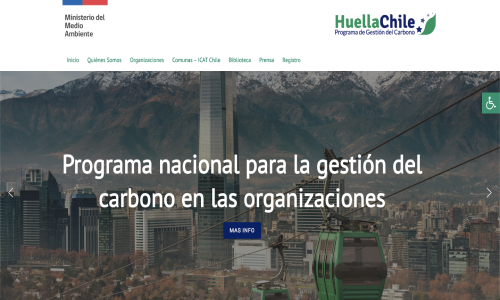 Ministerio del
Medio
Ambiente
HuellaChile
Programa de Gestión del Carbono
Inicio Quiénes Somos Organizaciones Comunas – ICAT Chile Biblioteca Prensa Registro
Programa nacional para la gestión del
carbono en las organizaciones
MAS INFO